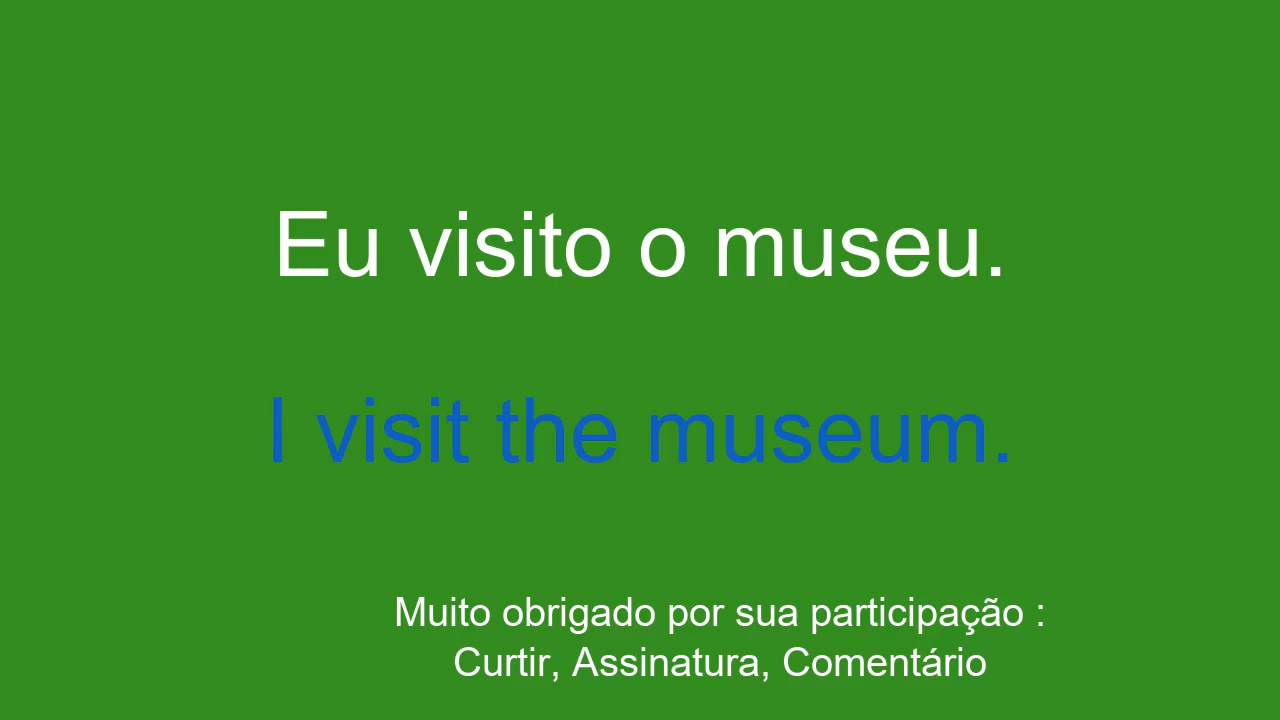 Eu visito o museu.
I visit the museum.
Muito obrigado por sua participação :
Curtir, Assinatura, Comentário